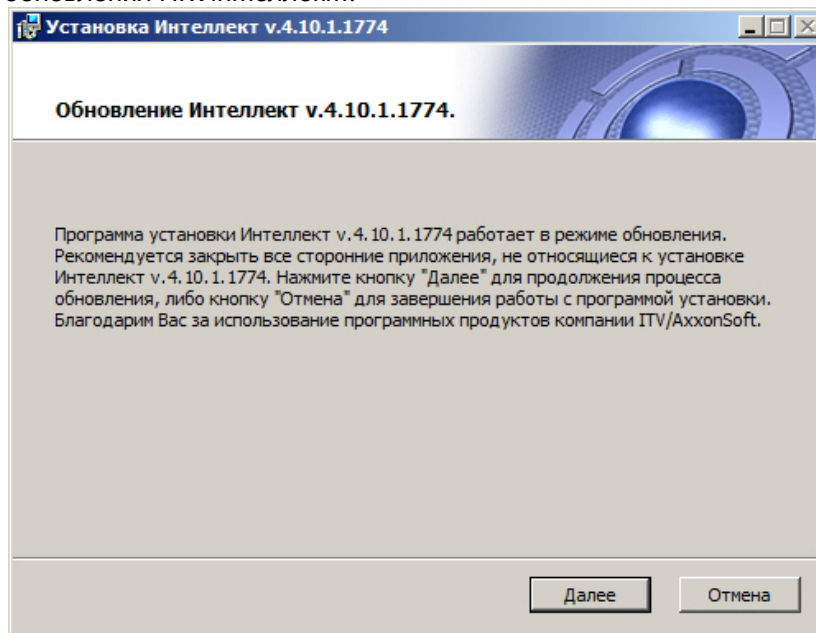 Установка Интеллект v.4.10.1.1774
Обновление Интеллект v.4.10.1.1774.
Программа установки Интеллект v.4.10.1.1774 работает в режиме обновления.
Рекомендуется закрыть все сторонние приложения, не относящиеся к установке
Интеллект v.4.10.1.1774. Нажмите кнопку "Далее" для продолжения процесса
обновления, либо кнопку "Отмена" для завершения работы с программой установки.
Благодарим Вас за использование программных продуктов компании ITV/AxxonSoft.
Далее
Отмена